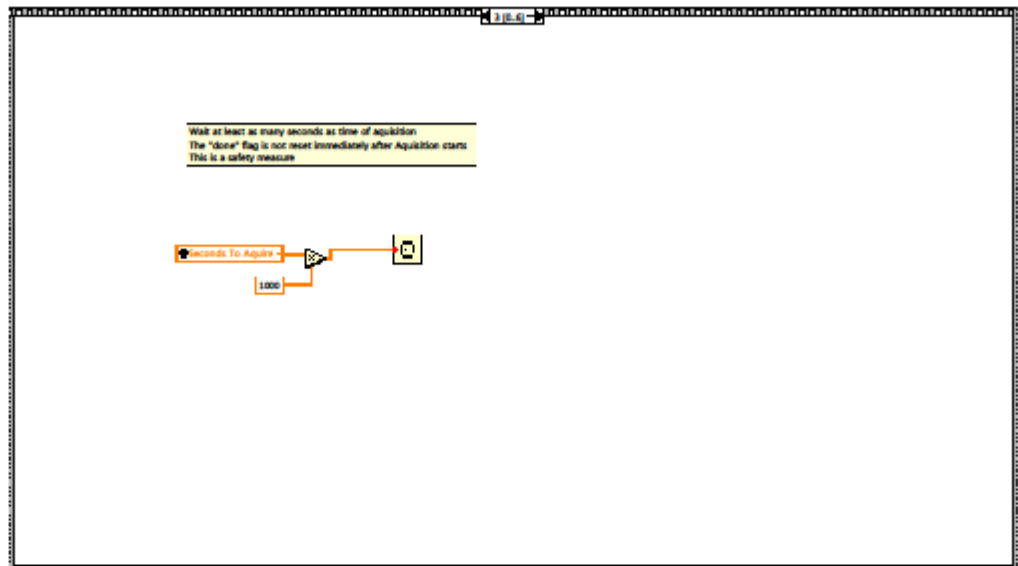 3 [0..6]
Wait at least as many seconds as time of aquisition
The "done" flag is not reset immediately after Aquisition starts
This is a safety measure
Seconds To Aquire
1000